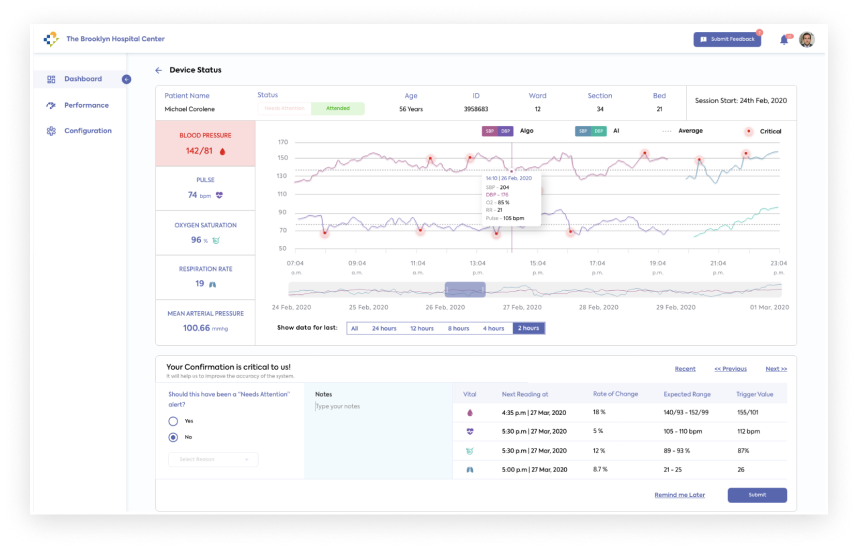 The Brooklyn Hospital Center
Submit Feedback
Dashboard
Performance
Configuration
← Device Status
Patient Name Status Age ID Ward Section Bed
Michael Corolene Needs Attention Attended 56 Years 3958683 12 34 21
Session Start: 24th Feb, 2020
BLOOD PRESSURE
142/81
PULSE
74 bpm
OXYGEN SATURATION
96 %
RESPIRATION RATE
19
MEAN ARTERIAL PRESSURE
100.66 mmHg
SBP DBP Algo SBP DBP AI Average Critical
170
150
130
110
90
70
50
14:10 | 26 Feb, 2020
SBP - 204
DBP - 176
O2 - 85 %
RR - 21
Pulse - 105 bpm
07:04 09:04 11:04 13:04 15:04 17:04 19:04 21:04 23:04
p.m. a.m. p.m. p.m. p.m. p.m. p.m. p.m. p.m.
24 Feb, 2020 25 Feb, 2020 26 Feb, 2020 27 Feb, 2020 28 Feb, 2020 29 Feb, 2020 01 Mar, 2020
Show data for last: All 24 hours 12 hours 8 hours 4 hours 2 hours
Your Confirmation is critical to us!
It will help us to improve the accuracy of the system.
Recent << Previous Next >>
Should this have been a "Needs Attention"
alert?
Yes
No
Select Reason
Notes
Type your notes
Vital Next Reading at Rate of Change Expected Range Trigger Value
4:35 p.m | 27 Mar, 2020 18 % 140/93 - 152/99 155/101
5:30 p.m | 27 Mar, 2020 5 % 105 - 110 bpm 112 bpm
5:30 p.m | 27 Mar, 2020 12 % 89 - 93 % 87%
5:00 p.m | 27 Mar, 2020 8.7 % 21 - 25 26
Remind me Later Submit